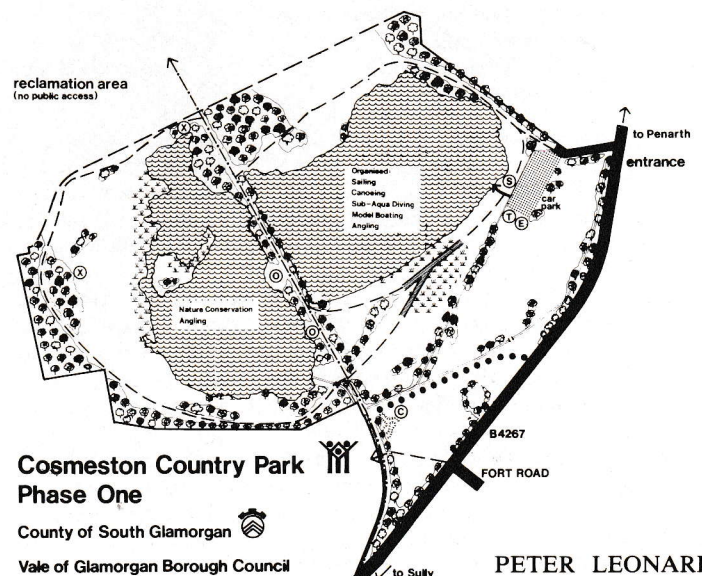 reclamation area
(no public access)
to Penarth
entrance
Organised:
Sailing
Canoeing
Sub-Aqua Diving
Model Boating
Angling
S
T E
car
park
X
X
O
O
Nature Conservation
Angling
C
B4267
FORT ROAD
Cosmeston Country Park
Phase One
County of South Glamorgan
Vale of Glamorgan Borough Council
to Sully
PETER LEONARD